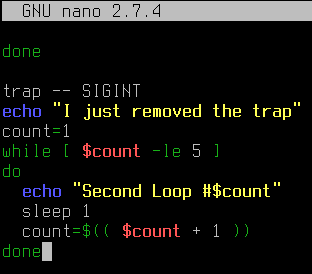 GNU nano 2.7.4
done
trap -- SIGINT
echo "I just removed the trap"
count=1
while [ $count -le 5 ]
do
echo "Second Loop #$count"
sleep 1
count=$(( $count + 1 ))
done